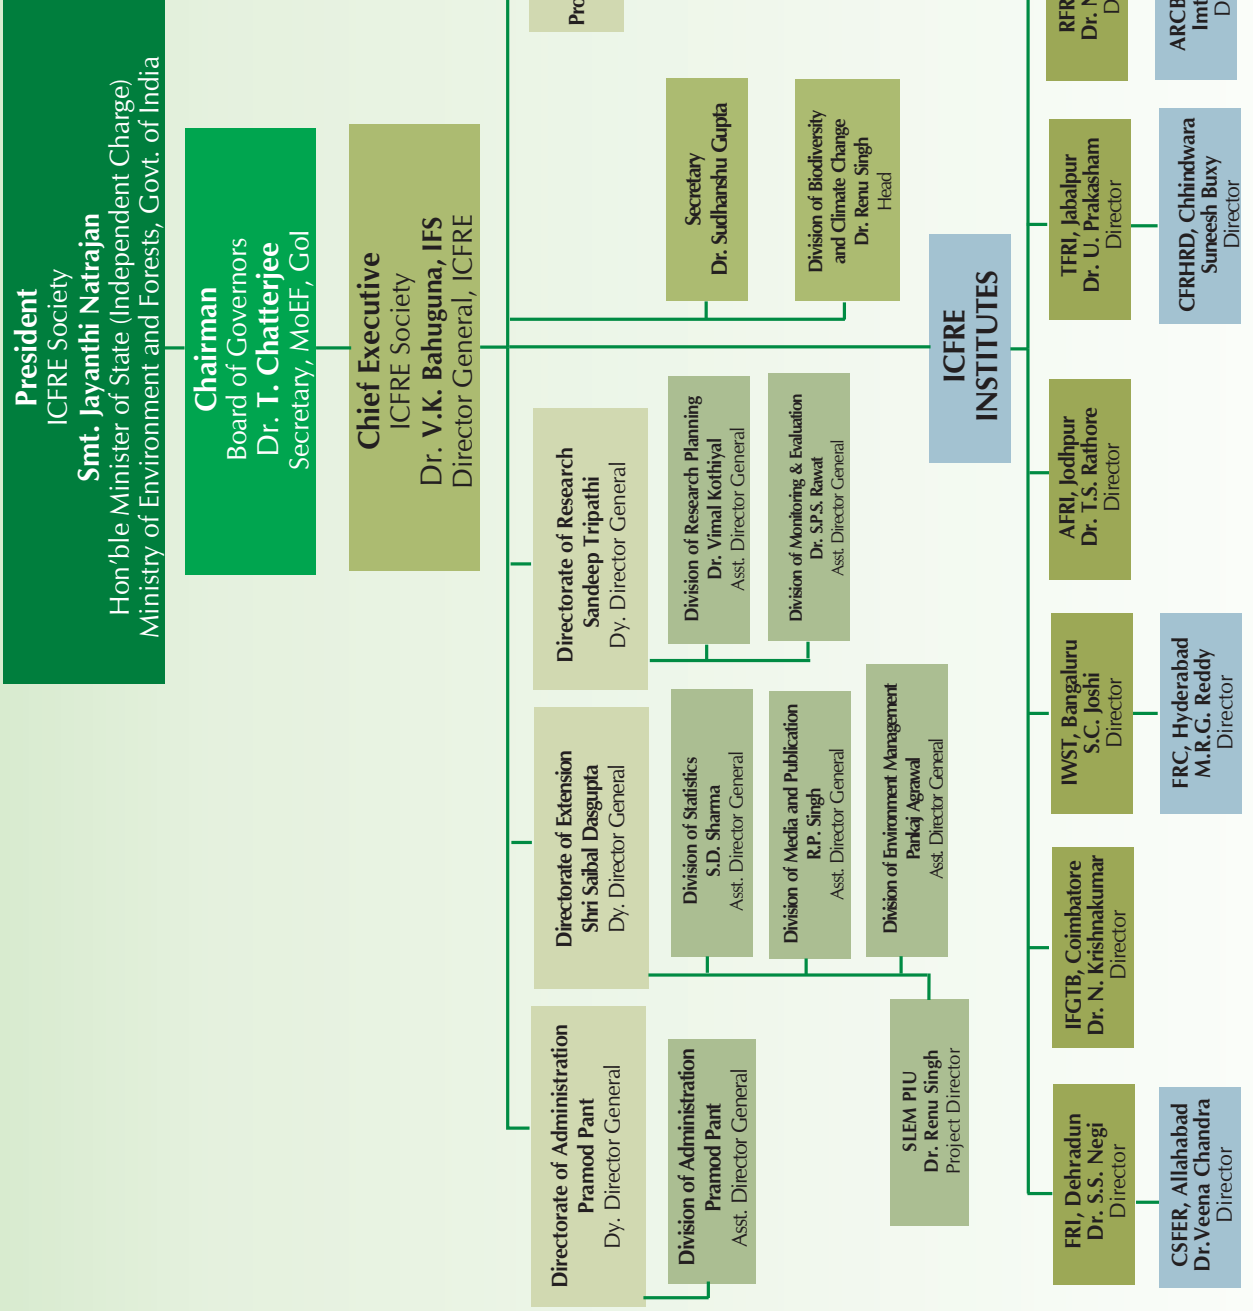 President
ICFRE Society
Smt. Jayanthi Natrajan
Hon'ble Minister of State (Independent Charge)
Ministry of Environment and Forests, Govt. of India
Chairman
Board of Governors
Dr. T. Chatterjee
Secretary, MoEF, GoI
Chief Executive
ICFRE Society
Dr. V.K. Bahuguna, IFS
Director General, ICFRE
Directorate of Administration
Pramod Pant
Dy. Director General
Division of Administration
Pramod Pant
Asst. Director General
Directorate of Extension
Shri Saibal Dasgupta
Dy. Director General
Division of Statistics
S.D. Sharma
Asst. Director General
Division of Media and Publication
R.P. Singh
Asst. Director General
Division of Environment Management
Pankaj Agrawal
Asst. Director General
SLEM PIU
Dr. Renu Singh
Project Director
Directorate of Research
Sandeep Tripathi
Dy. Director General
Division of Research Planning
Dr. Vimal Kothiyal
Asst. Director General
Division of Monitoring & Evaluation
Dr. S.P.S. Rawat
Asst. Director General
Secretary
Dr. Sudhanshu Gupta
Division of Biodiversity
and Climate Change
Dr. Renu Singh
Head
Pro
ICFRE
INSTITUTES
FRI, Dehradun
Dr. S.S. Negi
Director
CSFER, Allahabad
Dr.Veena Chandra
Director
IFGTB, Coimbatore
Dr. N. Krishnakumar
Director
IWST, Bangaluru
S.C. Joshi
Director
FRC, Hyderabad
M.R.G. Reddy
Director
AFRI, Jodhpur
Dr. T.S. Rathore
Director
TFRI, Jabalpur
Dr. U. Prakasham
Director
CFRHRD, Chhindwara
Suneesh Buxy
Director
RFR
Dr. N
D
ARCB
Imt
D